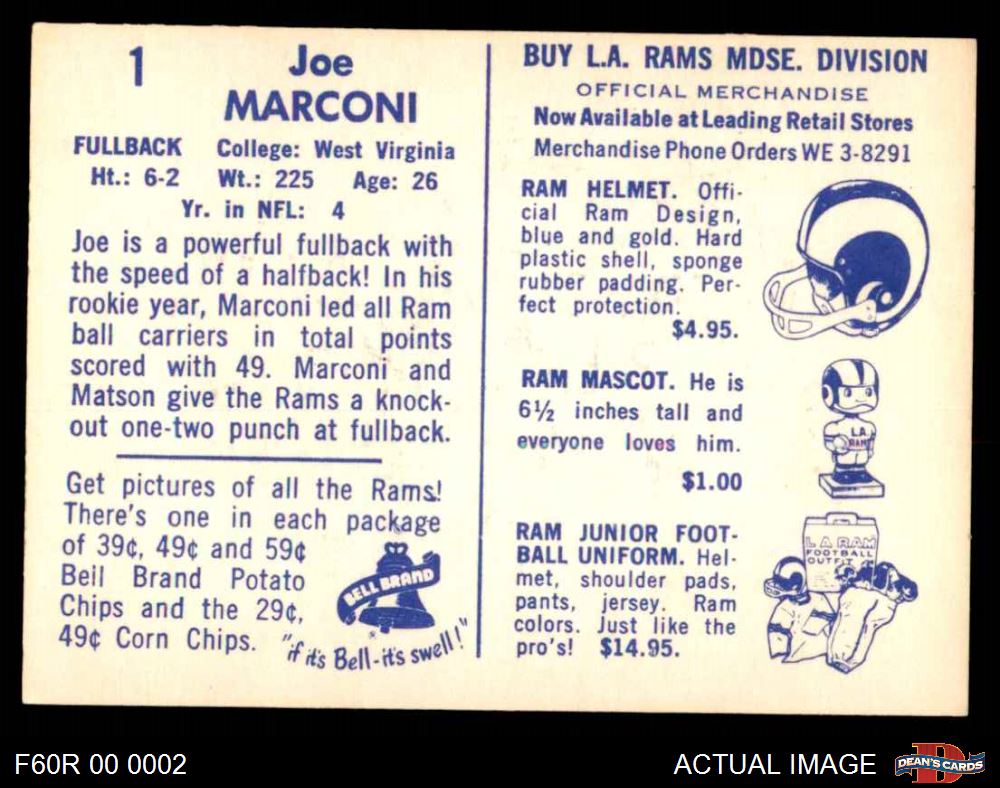 1
Joe
MARCONI
FULLBACK College: West Virginia
Ht.: 6-2 Wt.: 225 Age: 26
Yr. in NFL: 4
Joe is a powerful fullback with
the speed of a halfback! In his
rookie year, Marconi led all Ram
ball carriers in total points
scored with 49. Marconi and
Matson give the Rams a knock-
out one-two punch at fullback.
Get pictures of all the Rams!
There's one in each package
of 39¢, 49¢ and 59¢
Bell Brand Potato
Chips and the 29¢,
49¢ Corn Chips.
BELL BRAND
"if it's Bell-it's swell!"
BUY L.A. RAMS MDSE. DIVISION
OFFICIAL MERCHANDISE
Now Available at Leading Retail Stores
Merchandise Phone Orders WE 3-8291
RAM HELMET. Offi-
cial Ram Design,
blue and gold. Hard
plastic shell, sponge
rubber padding. Per-
fect protection.
$4.95.
RAM MASCOT. He is
6½ inches tall and
everyone loves him.
$1.00
L.A.
RAM
RAM JUNIOR FOOT-
BALL UNIFORM. Hel-
met, shoulder pads,
pants, jersey. Ram
colors. Just like the
pro's! $14.95.
L A RAM
FOOTBALL
OUTFIT
F60R 00 0002
ACTUAL IMAGE
DEAN'S CARDS